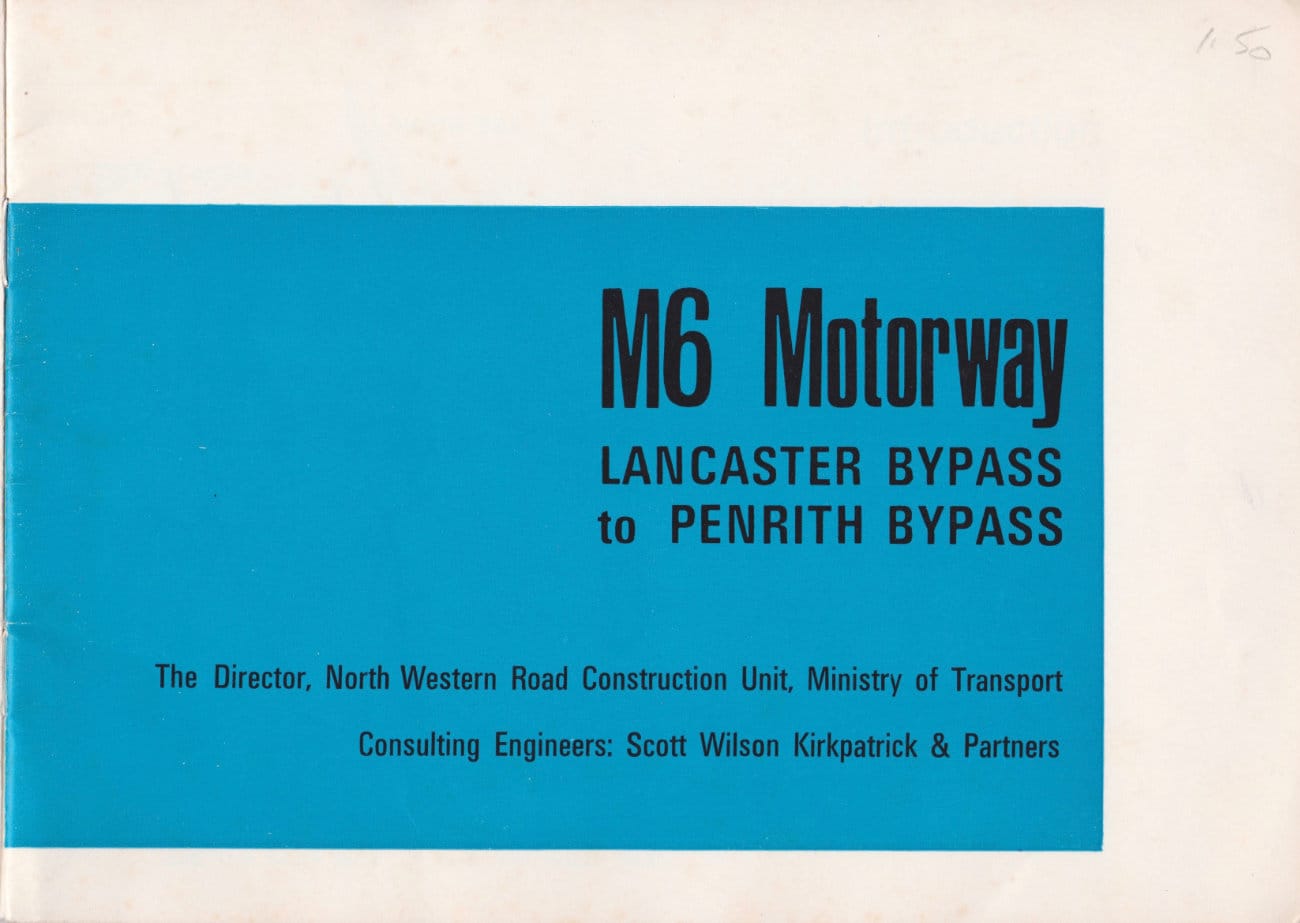 1.50
M6 Motorway
LANCASTER BYPASS
to PENRITH BYPASS
The Director, North Western Road Construction Unit, Ministry of Transport
Consulting Engineers: Scott Wilson Kirkpatrick & Partners